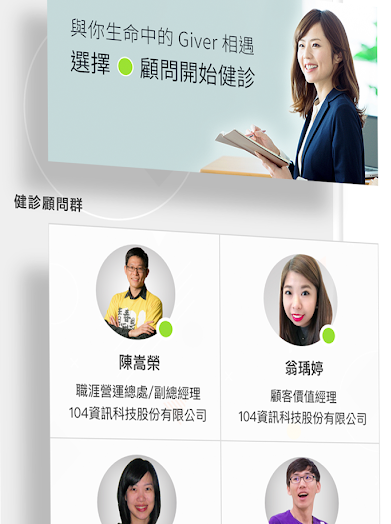 與你生命中的 Giver 相遇
選擇 顧問開始健診
健診顧問群
陳嵩榮
職涯營運總處/副總經理
104資訊科技股份有限公司
翁瑀婷
顧客價值經理
104資訊科技股份有限公司